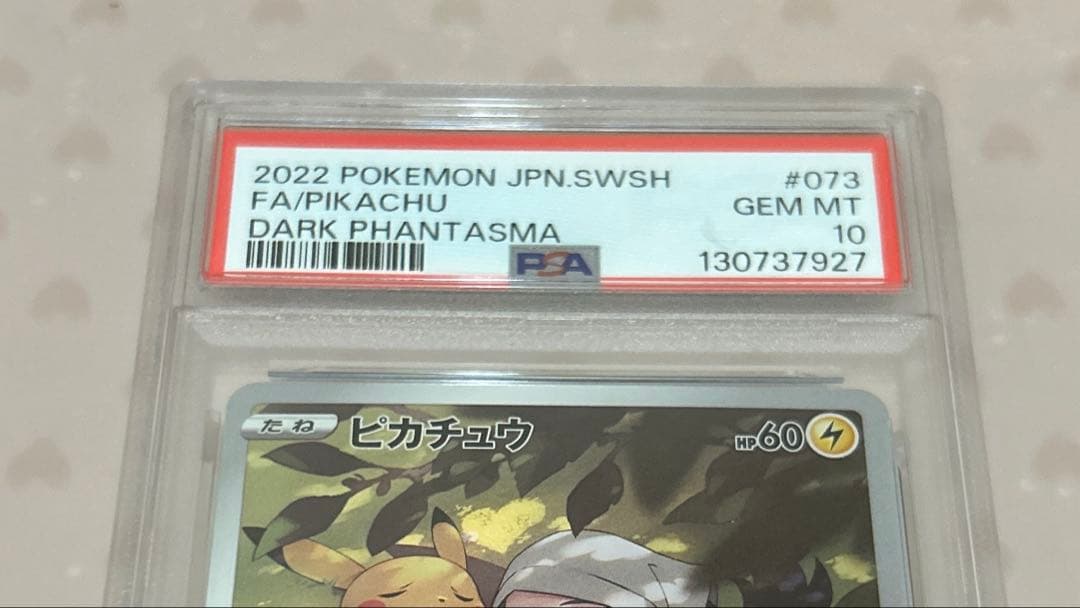 2022 POKEMON JPN.SWSH #073
FA/PIKACHU GEM MT
DARK PHANTASMA 10
PSA 130737927
たね ピカチュウ HP60